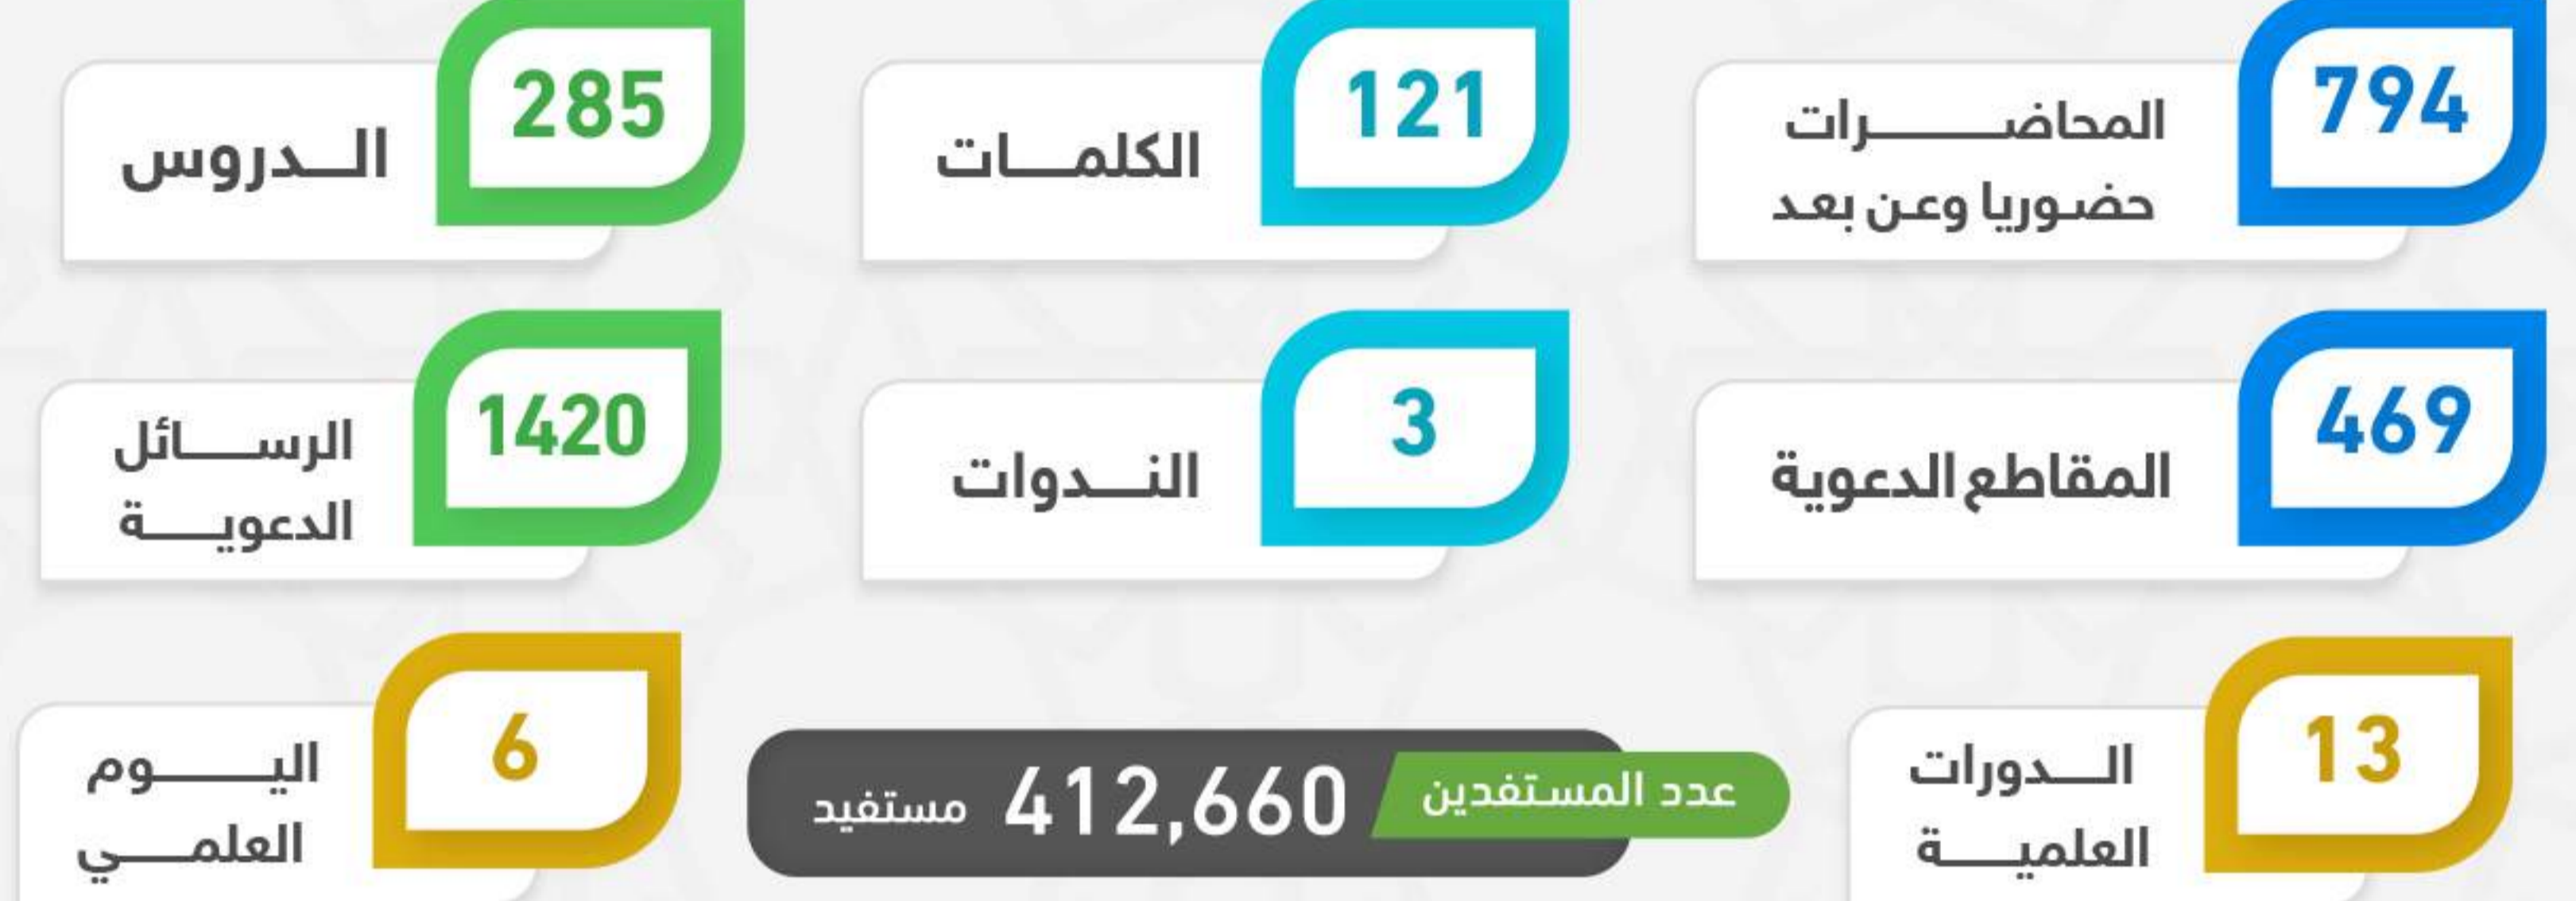 794
المحاضرات
حضوريا وعن بعد
121
الكلمات
285
الدروس
469
المقاطع الدعوية
3
الندوات
1420
الرسائل
الدعوية
13
الدورات
العلمية
عدد المستفدين
412,660 مستفيد
6
اليوم
العلمي